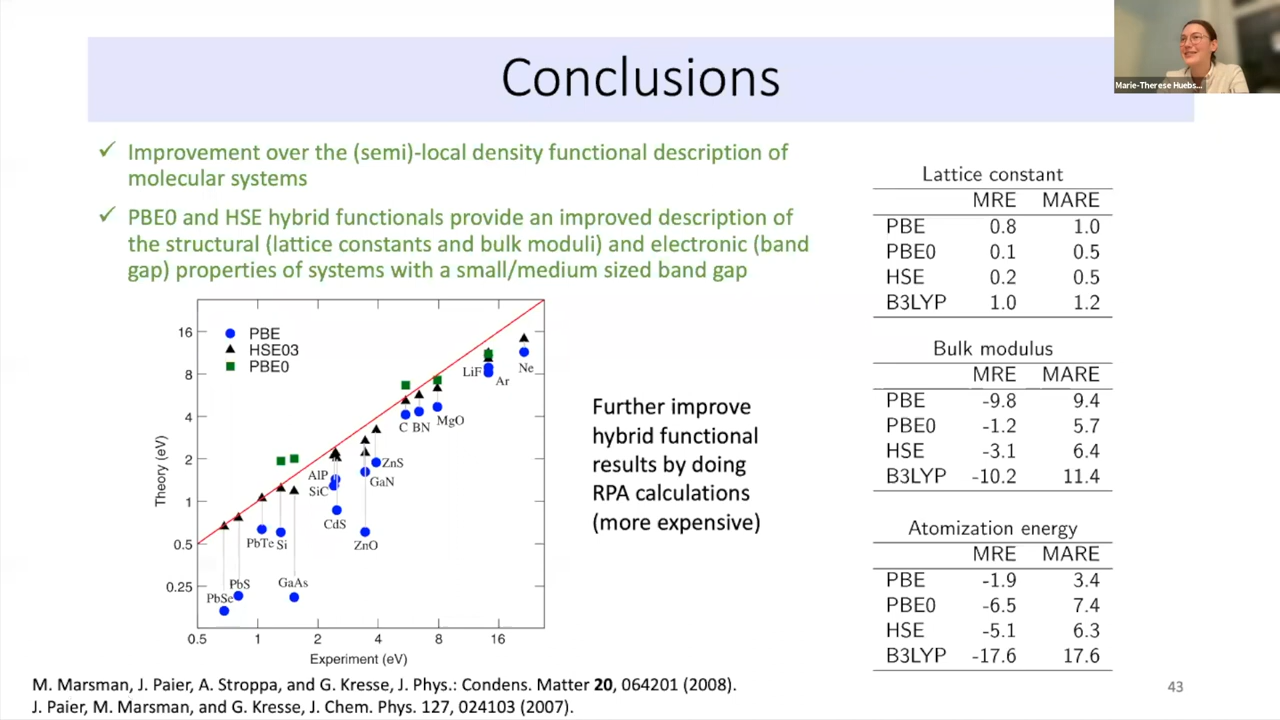 Conclusions
Marie-Therese Huebs...
✓ Improvement over the (semi)-local density functional description of
molecular systems
✓ PBE0 and HSE hybrid functionals provide an improved description of
the structural (lattice constants and bulk moduli) and electronic (band
gap) properties of systems with a small/medium sized band gap
Theory (eV)
16
8
4
2
1
0.5
0.25
PBE
HSE03
PBE0
LiF
Ar
Ne
C BN
MgO
AlP
SiC
ZnS
GaN
CdS
ZnO
PbTe Si
PbS
PbSe
GaAs
0.5 1 2 4 8 16
Experiment (eV)
Further improve
hybrid functional
results by doing
RPA calculations
(more expensive)
Lattice constant
MRE MARE
PBE 0.8 1.0
PBE0 0.1 0.5
HSE 0.2 0.5
B3LYP 1.0 1.2
Bulk modulus
MRE MARE
PBE -9.8 9.4
PBE0 -1.2 5.7
HSE -3.1 6.4
B3LYP -10.2 11.4
Atomization energy
MRE MARE
PBE -1.9 3.4
PBE0 -6.5 7.4
HSE -5.1 6.3
B3LYP -17.6 17.6
M. Marsman, J. Paier, A. Stroppa, and G. Kresse, J. Phys.: Condens. Matter 20, 064201 (2008).
J. Paier, M. Marsman, and G. Kresse, J. Chem. Phys. 127, 024103 (2007).
43